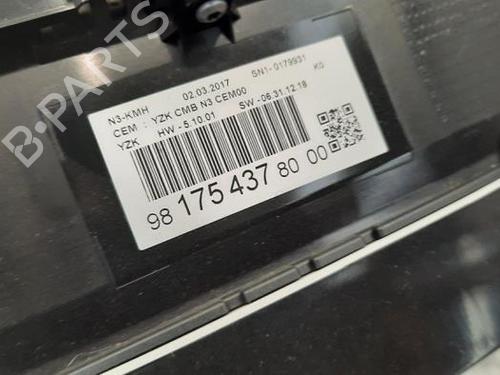 B-PARTS
N3-KMH 02.03.2017 SN1- 0179931 K0
CEM : YZK CMB N3 CEM00
YZK HW - 5.10.01 SW - 06.31.12.18
98 175 437 80 00